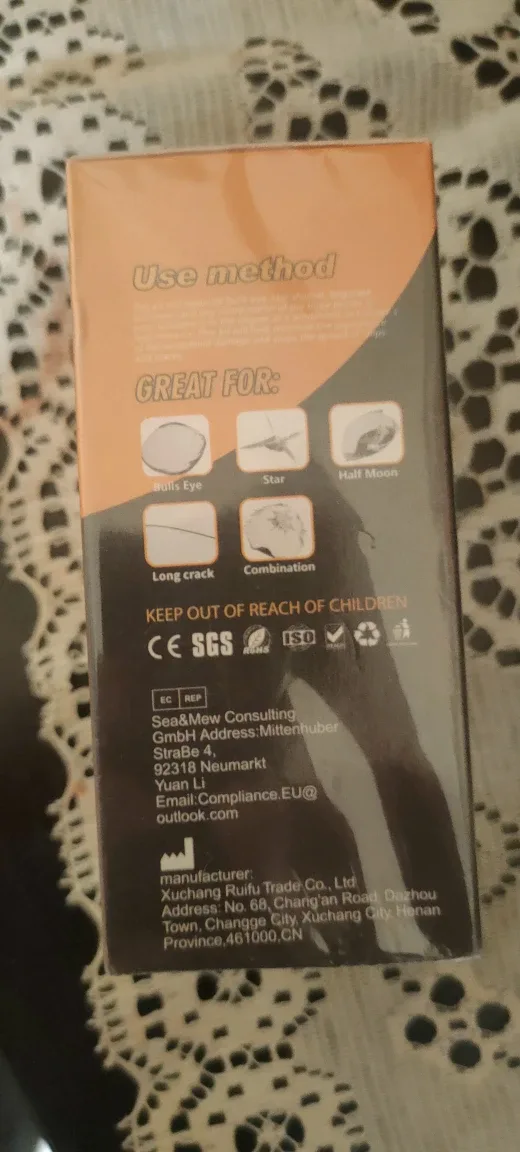 Use method
GREAT FOR:
Bulls Eye
Star
Half Moon
Long crack
Combination
KEEP OUT OF REACH OF CHILDREN
CE SGS ROHS ISO
EC REP
Sea&Mew Consulting
GmbH Address:Mittenhuber
StraBe 4,
92318 Neumarkt
Yuan Li
Email:Compliance.EU@
outlook.com
manufacturer:
Xuchang Ruifu Trade Co., Ltd
Address: No. 68, Chang'an Road, Dazhou
Town, Changge City, Xuchang City, Henan
Province,461000,CN